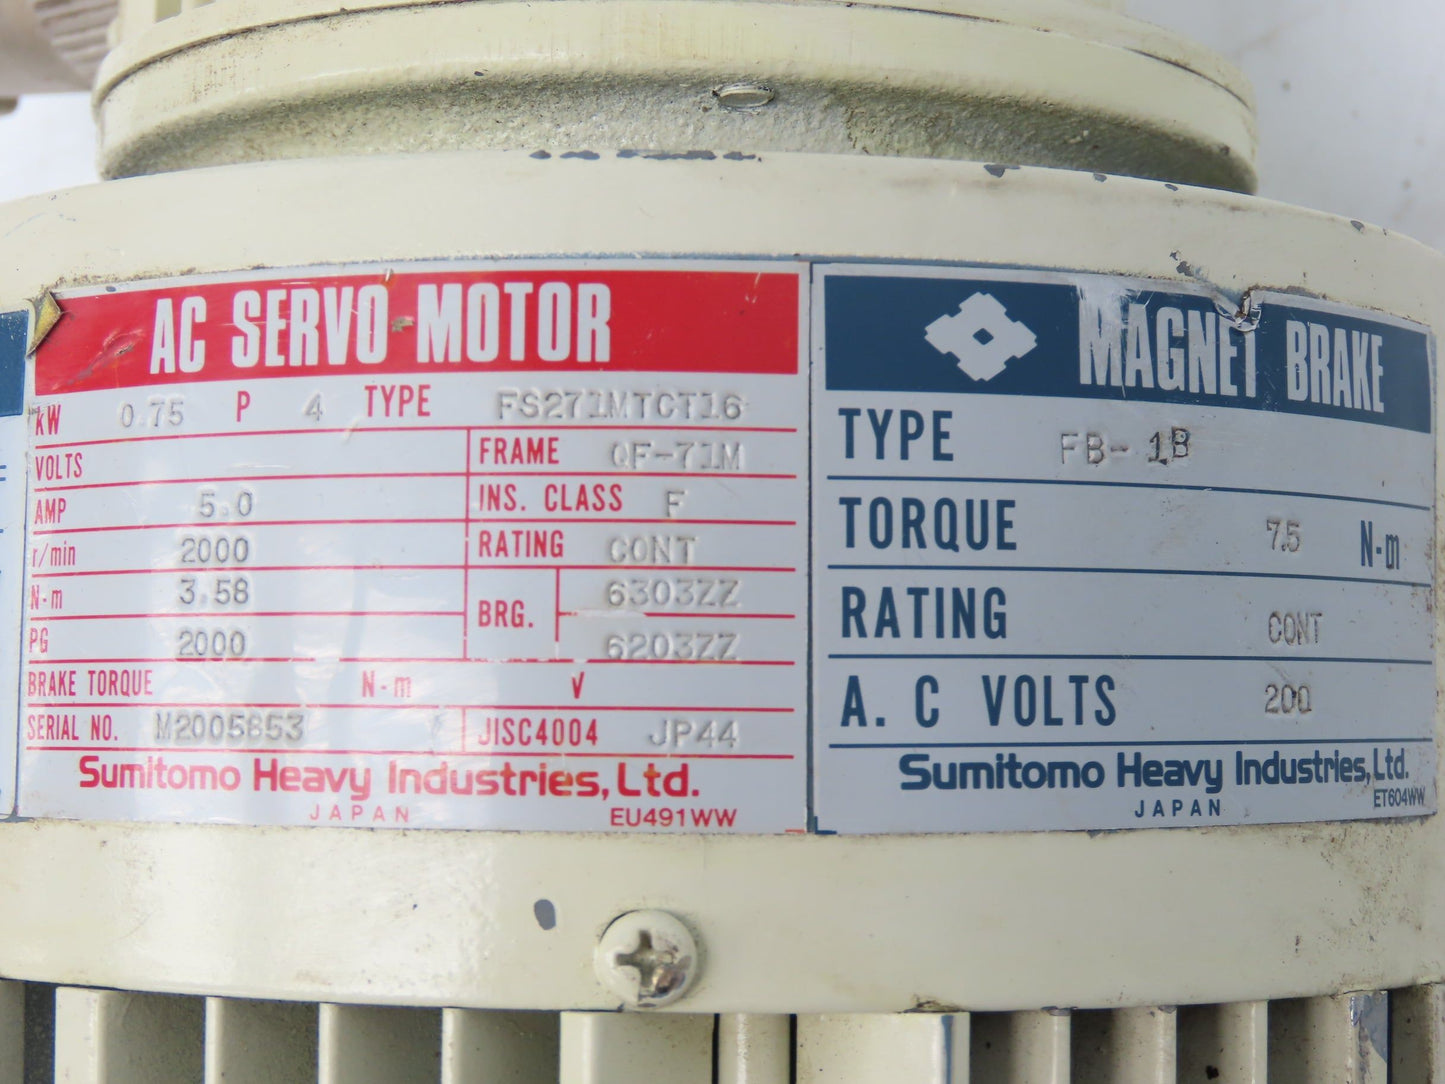 AC SERVO MOTOR
kW 0.75 P 4 TYPE FS271MTCT16
VOLTS FRAME QF-71M
AMP 5.0 INS. CLASS F
r/min 2000 RATING CONT
N-m 3.58 BRG. 6303ZZ
PG 2000 6203ZZ
BRAKE TORQUE N-m V
SERIAL NO. M2005853 JISC4004 JP44
Sumitomo Heavy Industries, Ltd.
JAPAN EU491WW
MAGNET BRAKE
TYPE FB-1B
TORQUE 7.5 N-m
RATING CONT
A.C VOLTS 200
Sumitomo Heavy Industries, Ltd.
JAPAN ET604WW